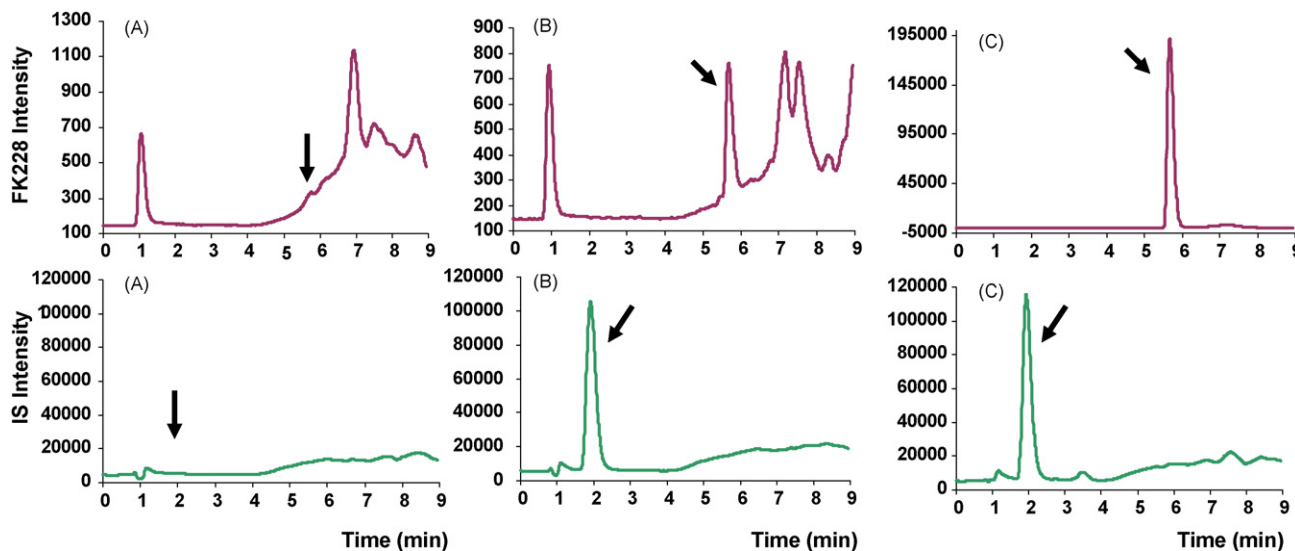 FK228 Intensity
(A)
1300
1100
900
700
500
300
100
0 1 2 3 4 5 6 7 8 9
(B)
900
800
700
600
500
400
300
200
100
0 1 2 3 4 5 6 7 8 9
(C)
195000
145000
95000
45000
-5000
0 1 2 3 4 5 6 7 8 9
IS Intensity
(A)
120000
100000
80000
60000
40000
20000
0
0 1 2 3 4 5 6 7 8 9
Time (min)
(B)
120000
100000
80000
60000
40000
20000
0
0 1 2 3 4 5 6 7 8 9
Time (min)
(C)
120000
100000
80000
60000
40000
20000
0
0 1 2 3 4 5 6 7 8 9
Time (min)